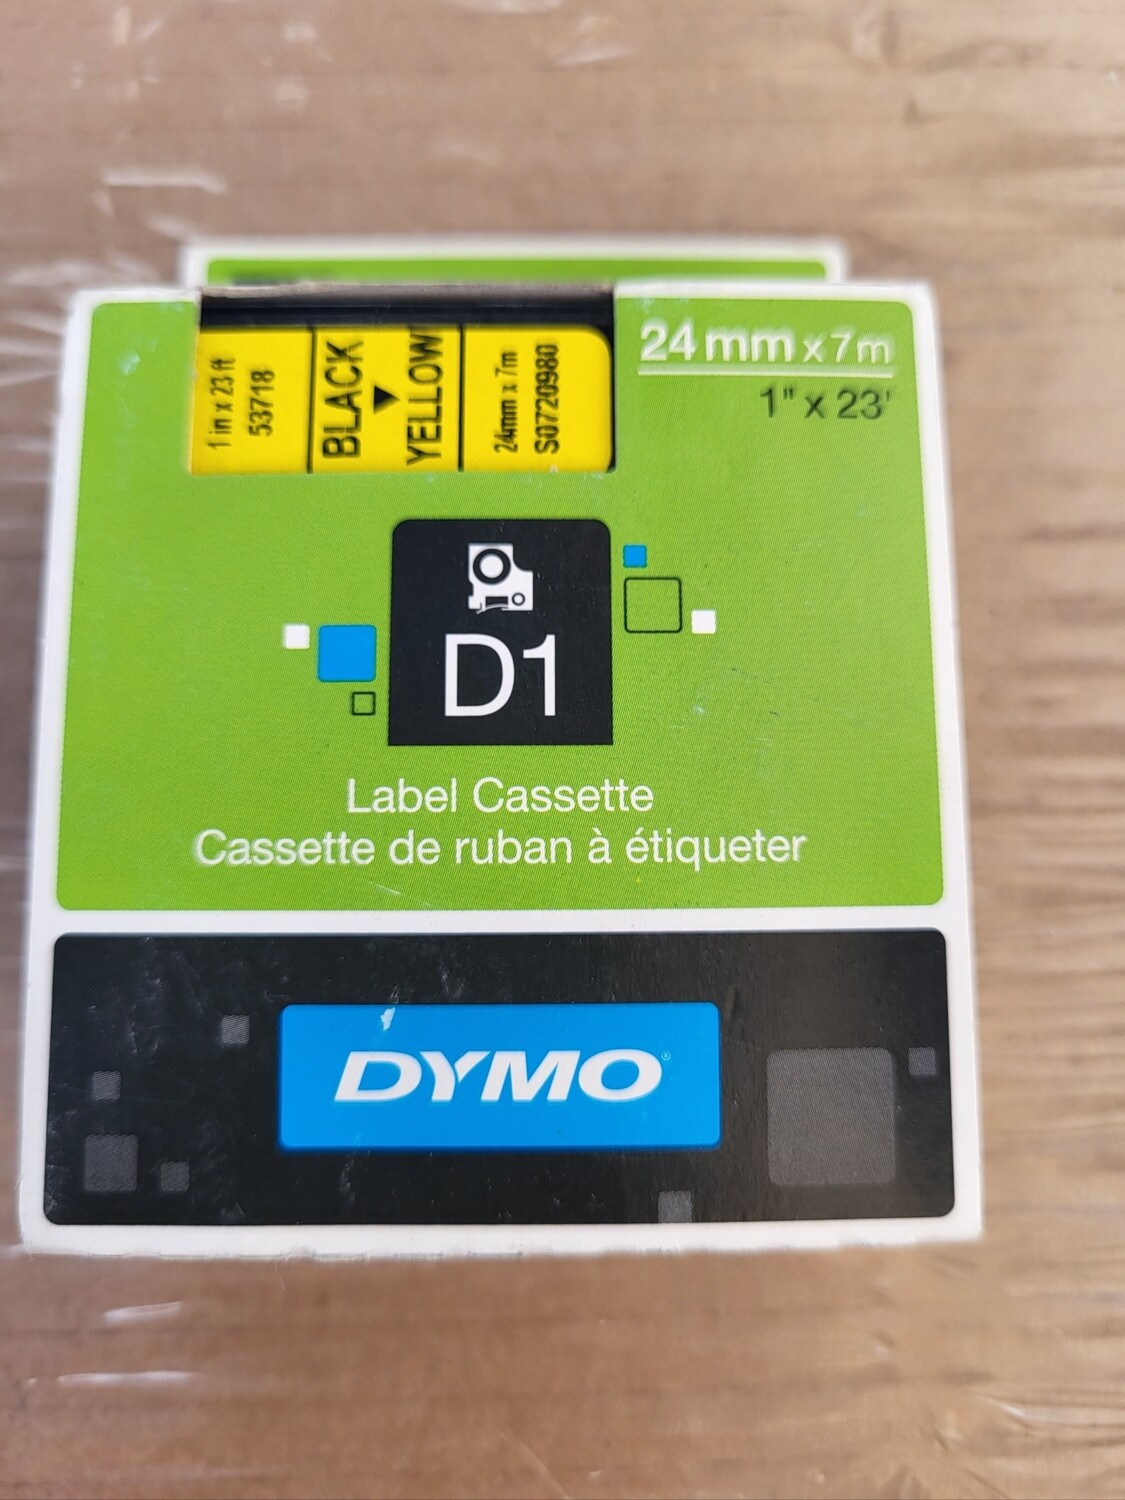 1 in x 23 ft
53718
BLACK
▼
YELLOW
24mm x 7m
S0720980
24 mm x 7 m
1" x 23'
D1
Label Cassette
Cassette de ruban à étiqueter
DYMO®